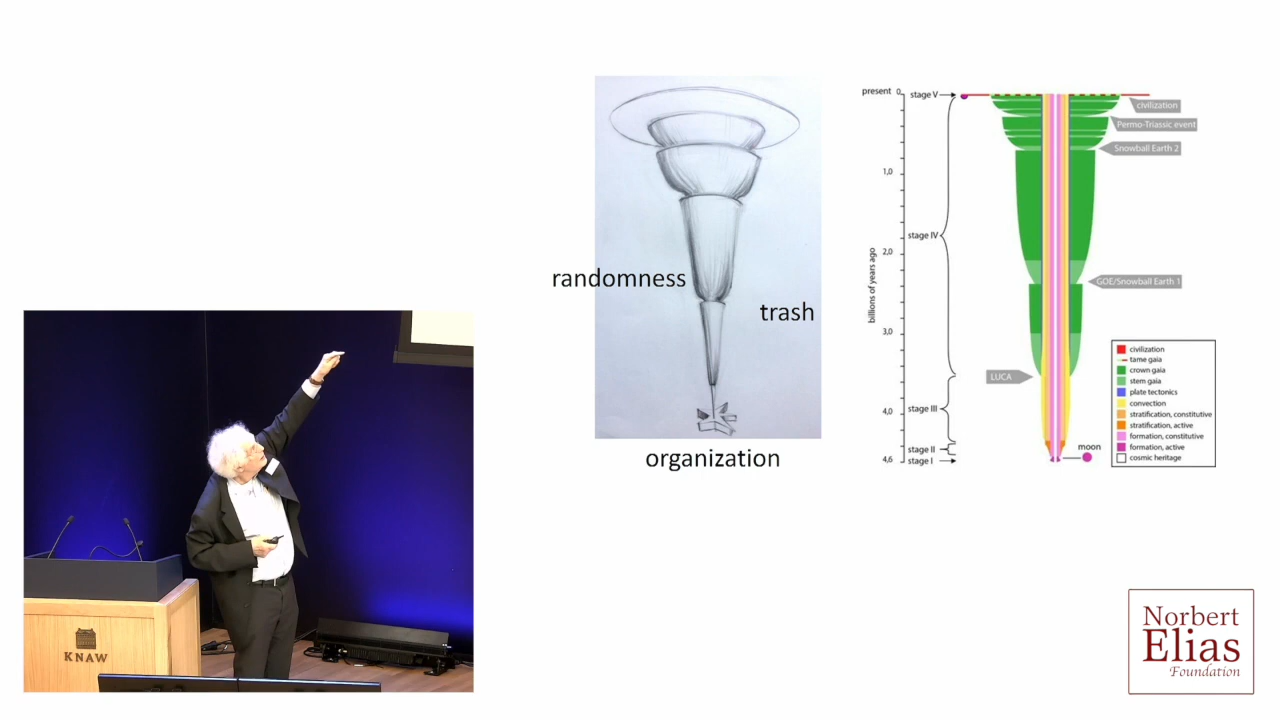 randomness
trash
organization
present
0
stage V
civilization
Permo-Triassic event
Snowball Earth 2
1,0
stage IV
2,0
GOE/Snowball Earth 1
billions of years ago
3,0
LUCA
4,0
stage III
stage II
4,6
stage I
moon
civilization
tame gaia
crown gaia
stem gaia
plate tectonics
convection
stratification, constitutive
stratification, active
formation, constitutive
formation, active
cosmic heritage
KNAW
Norbert
Elias
Foundation